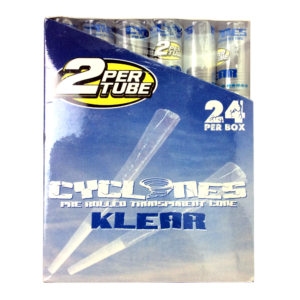 2 PER TUBE
24
PER BOX
CYCLONES
PRE ROLLED TRANSPARENT CONE
KLEAR